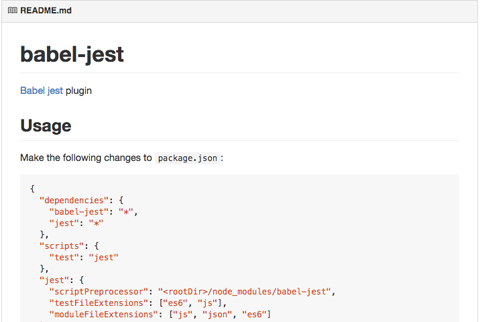 README.md
babel-jest
Babel jest plugin
Usage
Make the following changes to package.json:
{
"dependencies": {
"babel-jest": "*",
"jest": "*"
},
"scripts": {
"test": "jest"
},
"jest": {
"scriptPreprocessor": "<rootDir>/node_modules/babel-jest",
"testFileExtensions": ["es6", "js"],
"moduleFileExtensions": ["js", "json", "es6"]